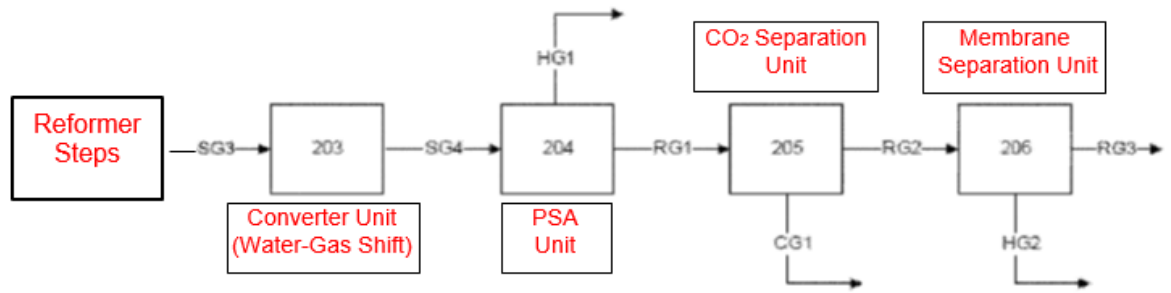 HG1
CO₂ Separation
Unit
Membrane
Separation Unit
Reformer
Steps
SG3
203
SG4
204
RG1
205
RG2
206
RG3
Converter Unit
(Water-Gas Shift)
PSA
Unit
CG1
HG2